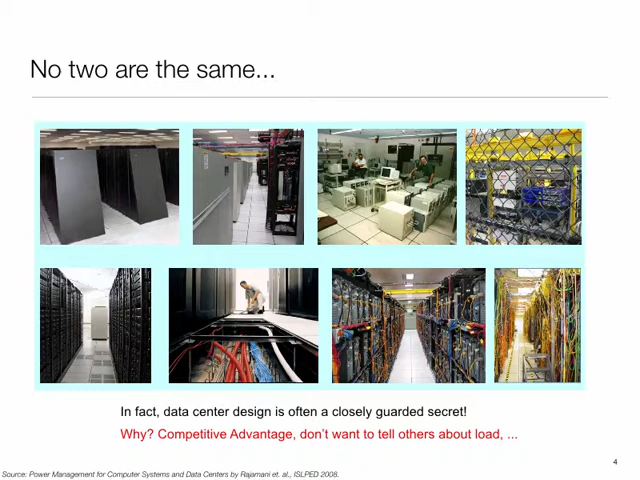 No two are the same...
In fact, data center design is often a closely guarded secret!
Why? Competitive Advantage, don't want to tell others about load, ...
4
Source: Power Management for Computer Systems and Data Centers by Rajamani et. al., ISLPED 2008.